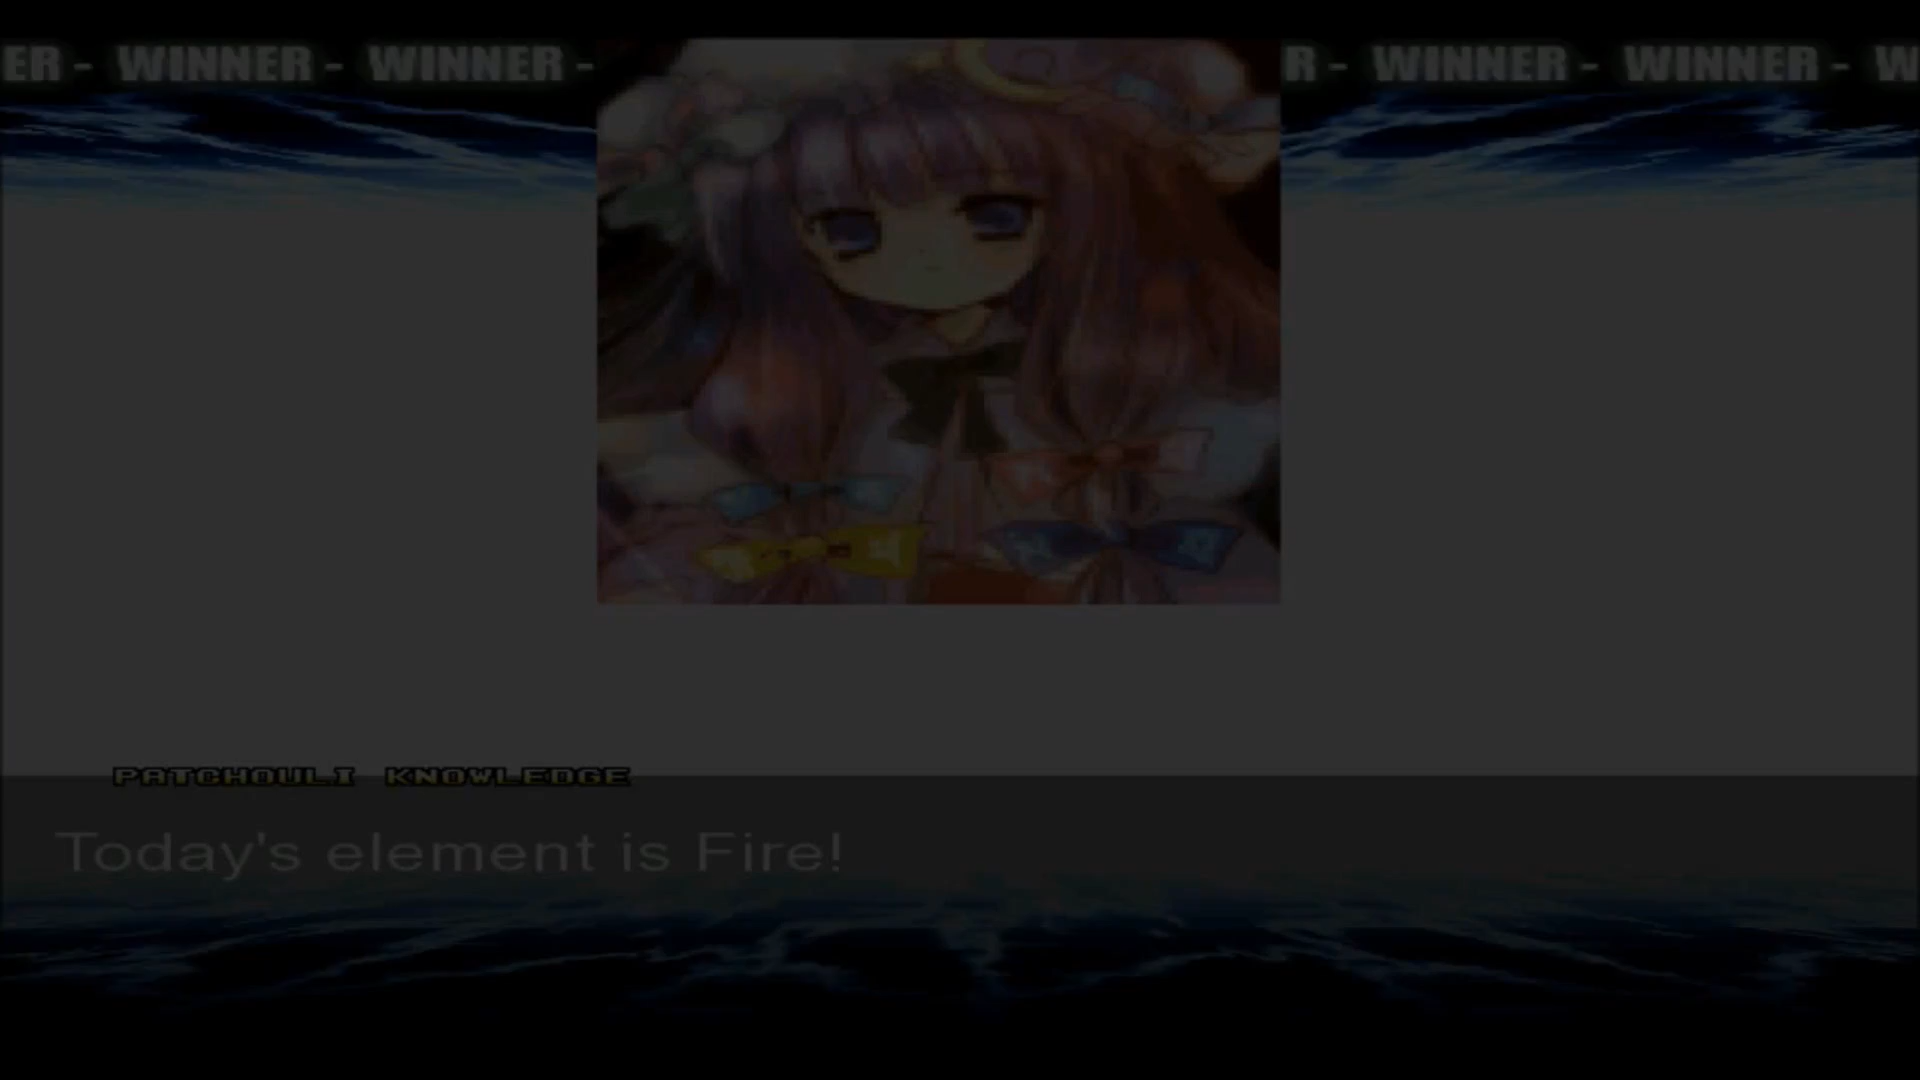 ER - WINNER - WINNER - R - WINNER - WINNER - W
PATCHOULI KNOWLEDGE
Today's element is Fire!